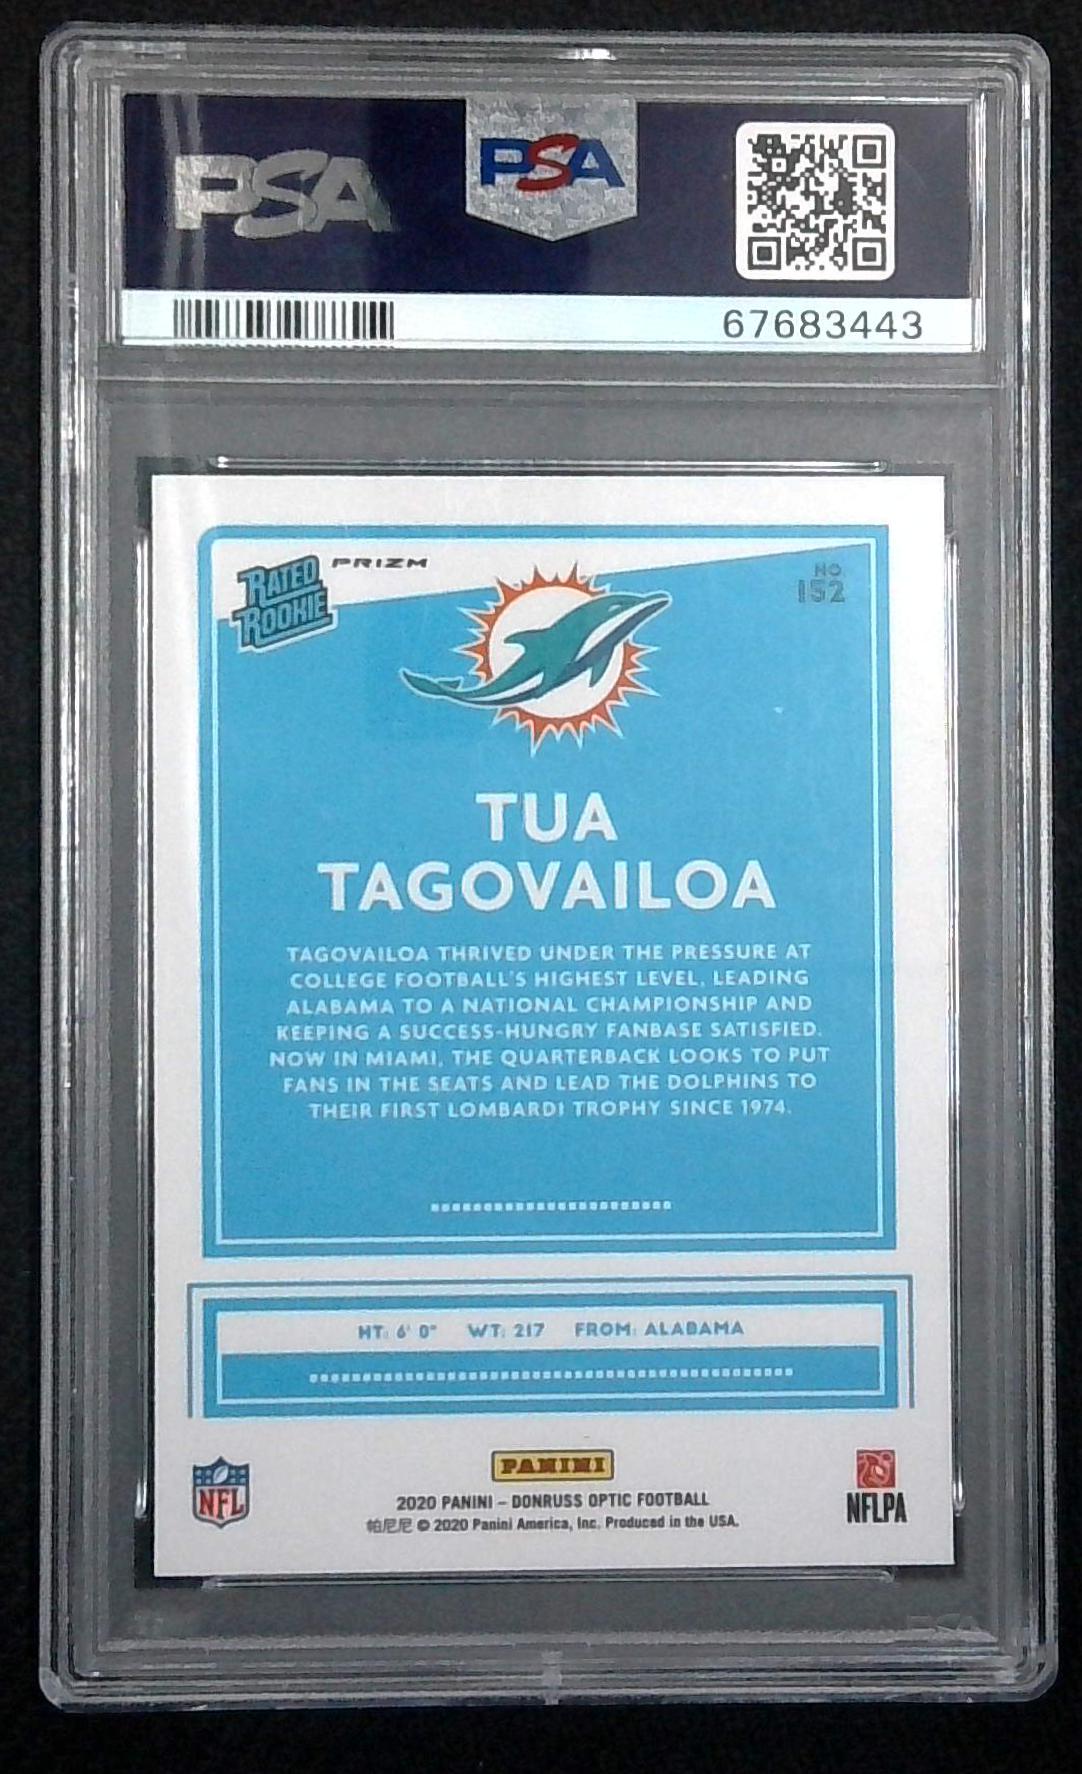 PSA
PSA
67683443
RATED ROOKIE
PRIZM
NO.
152
TUA
TAGOVAILOA
TAGOVAILOA THRIVED UNDER THE PRESSURE AT
COLLEGE FOOTBALL'S HIGHEST LEVEL, LEADING
ALABAMA TO A NATIONAL CHAMPIONSHIP AND
KEEPING A SUCCESS-HUNGRY FANBASE SATISFIED.
NOW IN MIAMI, THE QUARTERBACK LOOKS TO PUT
FANS IN THE SEATS AND LEAD THE DOLPHINS TO
THEIR FIRST LOMBARDI TROPHY SINCE 1974.
HT: 6' 0" WT: 217 FROM: ALABAMA
NFL
PANINI
2020 PANINI – DONRUSS OPTIC FOOTBALL
帕尼尼 © 2020 Panini America, Inc. Produced in the USA.
NFLPA
PSA